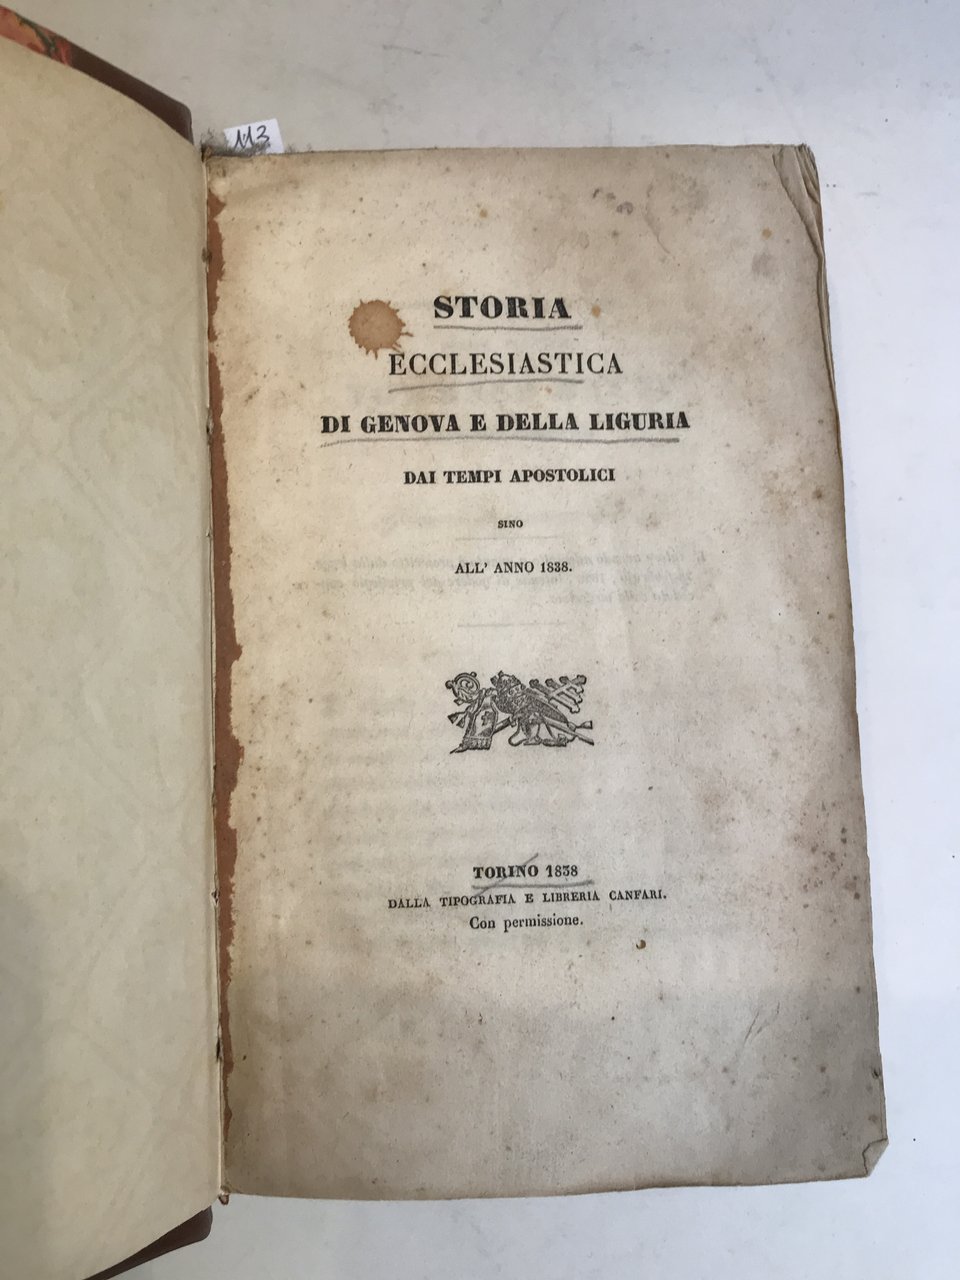 113
STORIA
ECCLESIASTICA
DI GENOVA E DELLA LIGURIA
DAI TEMPI APOSTOLICI
SINO
ALL' ANNO 1838.
TORINO 1838
DALLA TIPOGRAFIA E LIBRERIA CANFARI.
Con permissione.